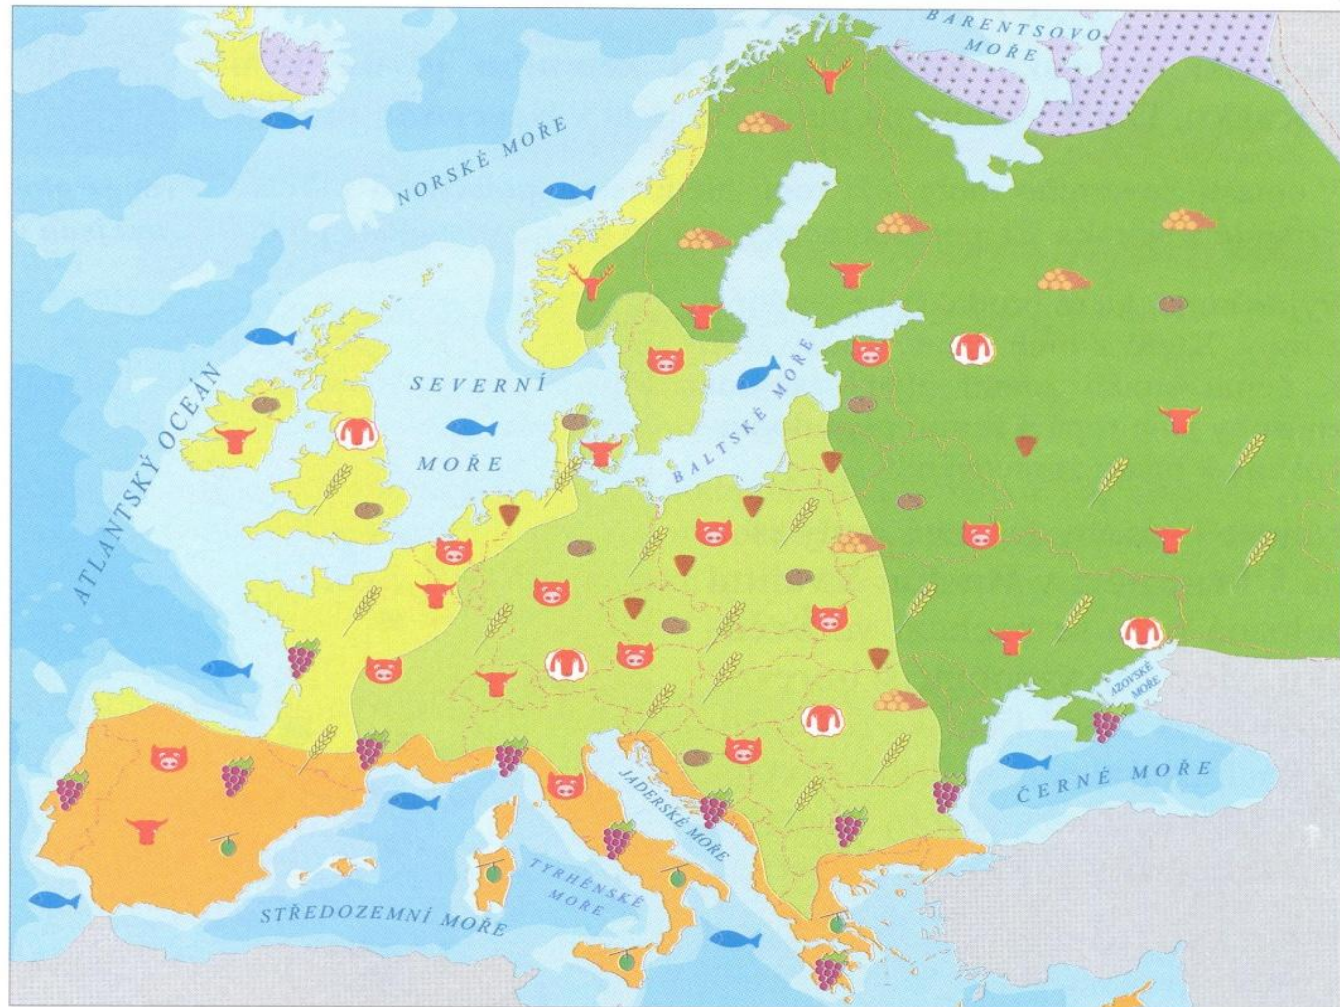 BARENTSOVO
MOŘE
NORSKÉ MOŘE
ATLANTSKÝ OCEÁN
SEVERNÍ
MOŘE
BALTSKÉ MOŘE
AZOVSKÉ
MOŘE
ČERNÉ MOŘE
JADERSKÉ MOŘE
TYRHÉNSKÉ
MOŘE
STŘEDOZEMNÍ MOŘE